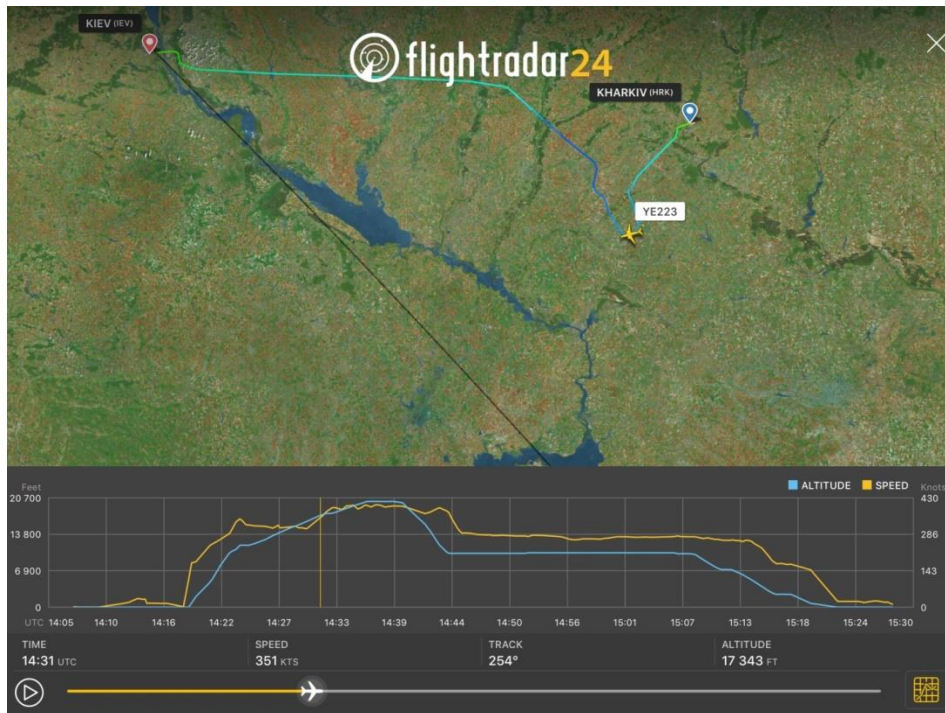 KIEV (IEV)
flightradar24
KHARKIV (HRK)
YE223
ALTITUDE SPEED
Feet Knots
20 700 430
13 800 286
6 900 143
0 0
UTC 14:05 14:10 14:16 14:22 14:27 14:33 14:39 14:44 14:50 14:56 15:01 15:07 15:13 15:18 15:24 15:30
TIME SPEED TRACK ALTITUDE
14:31 UTC 351 KTS 254° 17 343 FT